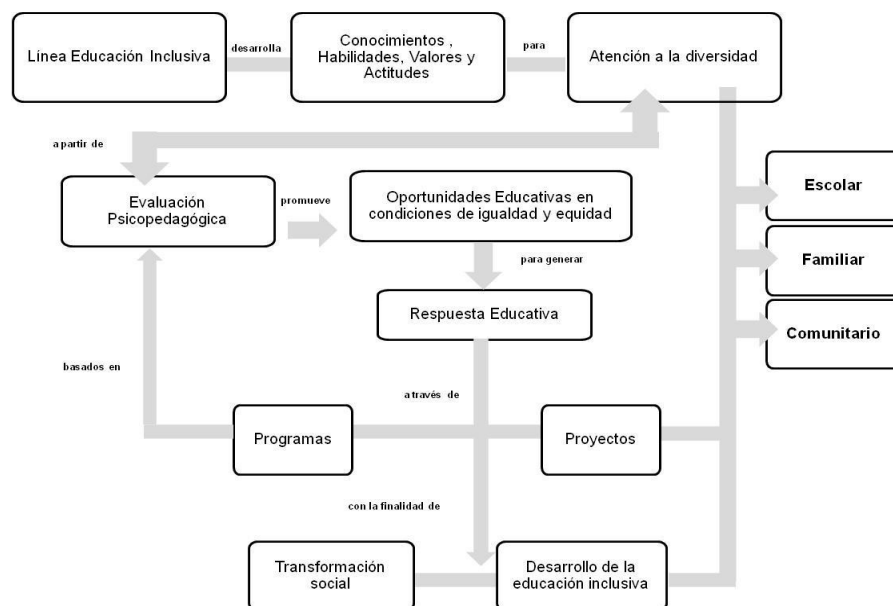 Línea Educación Inclusiva
desarrolla
Conocimientos ,
Habilidades, Valores y
Actitudes
para
Atención a la diversidad
a partir de
Evaluación
Psicopedagógica
promueve
Oportunidades Educativas en
condiciones de igualdad y equidad
Escolar
Familiar
Comunitario
para generar
Respuesta Educativa
basados en
a través de
Programas
Proyectos
con la finalidad de
Transformación
social
Desarrollo de la
educación inclusiva